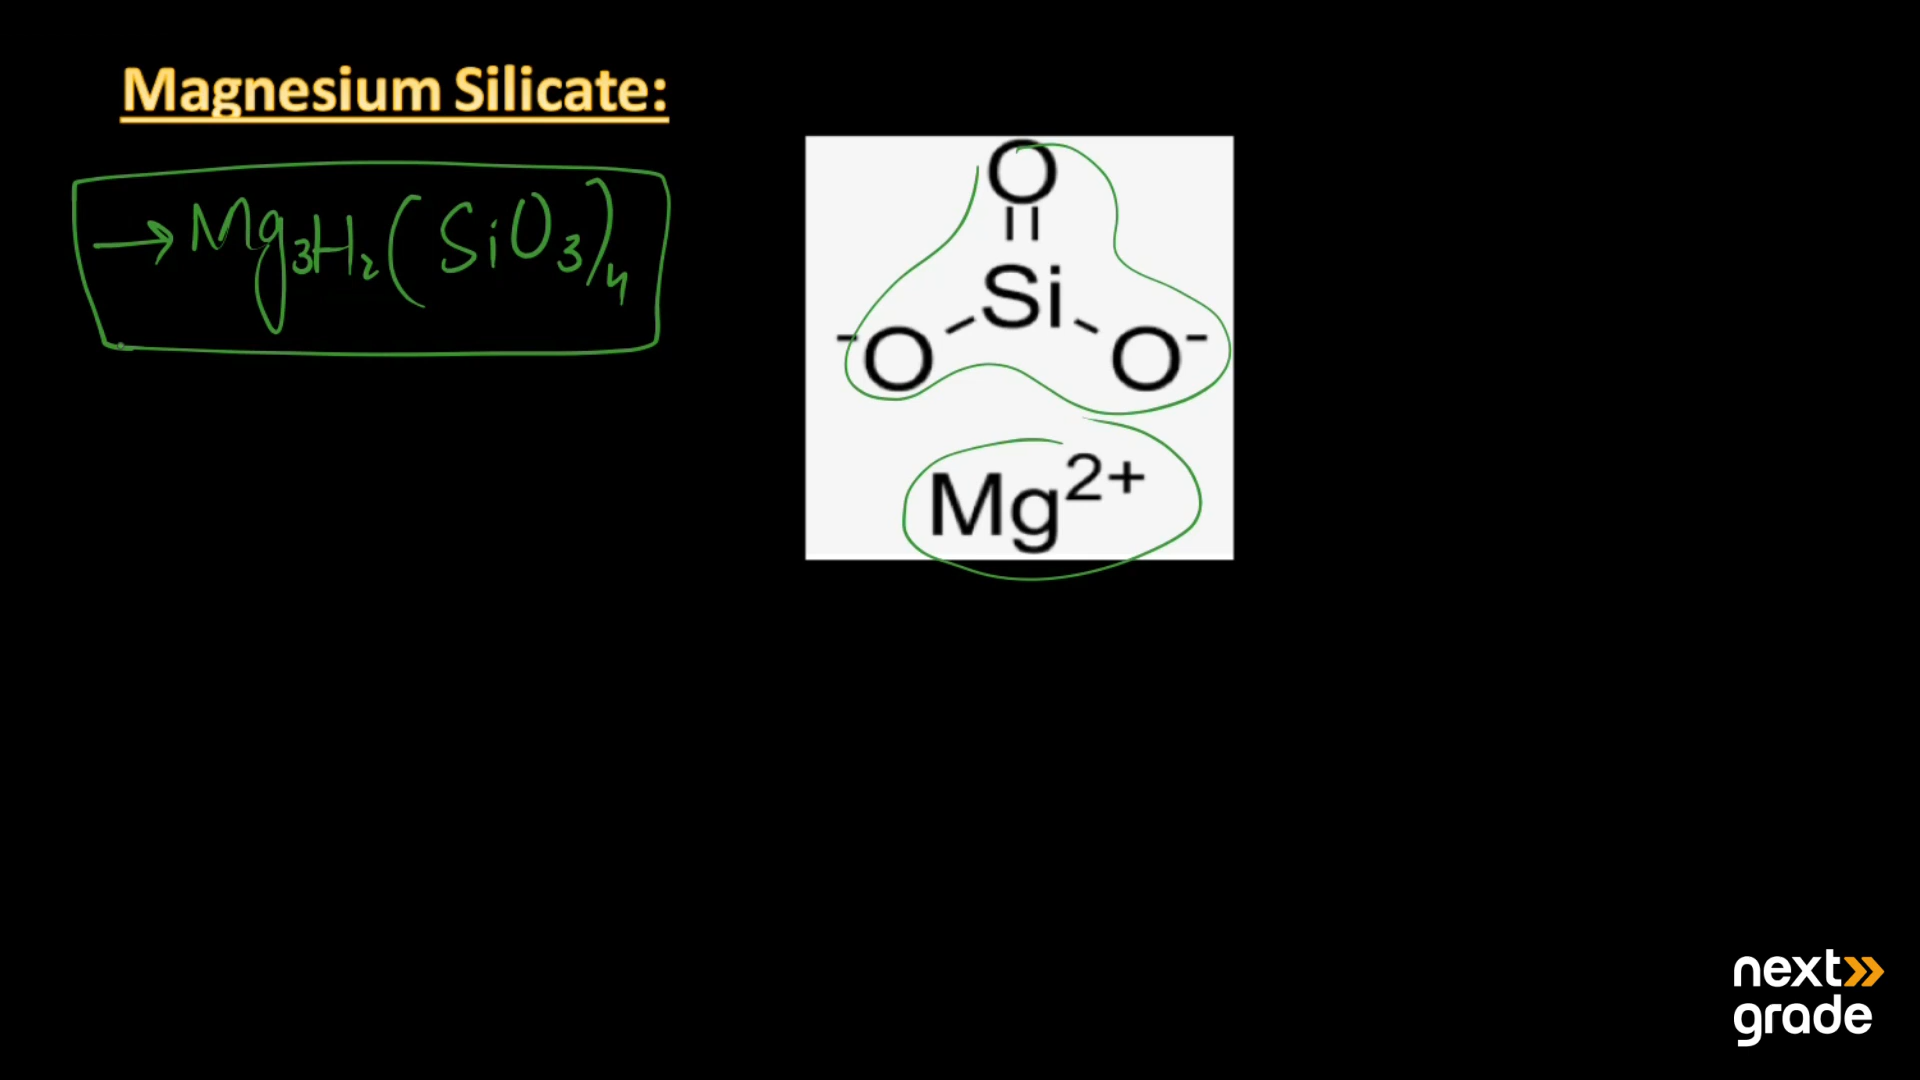 Magnesium Silicate:
→ Mg₃H₂(SiO₃)₄
O
Si
⁻O O⁻
Mg²⁺
next
grade